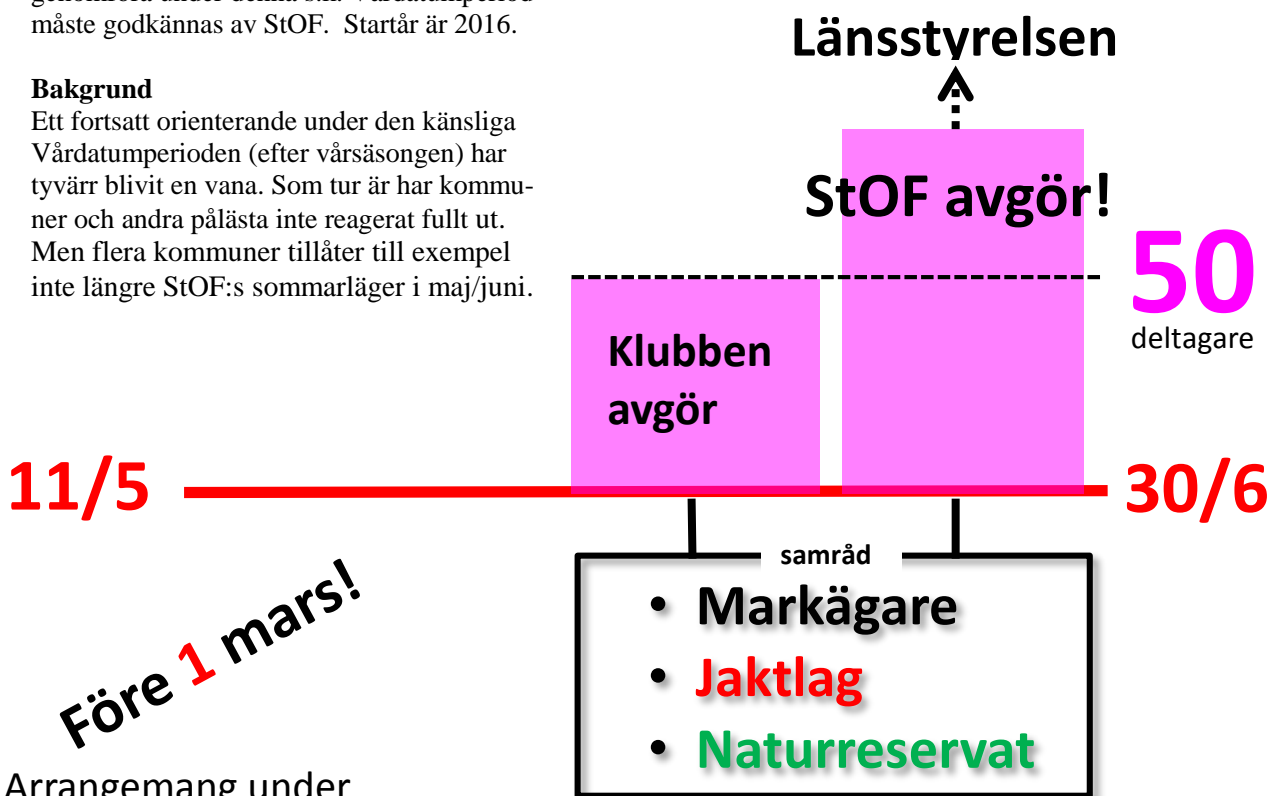 måste godkännas av StOF. Startår är 2016.
Bakgrund
Ett fortsatt orienterande under den känsliga
Vårdatumperioden (efter vårsäsongen) har
tyvärr blivit en vana. Som tur är har kommu-
ner och andra pålästa inte reagerat fullt ut.
Men flera kommuner tillåter till exempel
inte längre StOF:s sommarläger i maj/juni.
Länsstyrelsen
StOF avgör!
50
deltagare
Klubben
avgör
11/5
30/6
samråd
• Markägare
• Jaktlag
• Naturreservat
Före 1 mars!
Arrangemang under